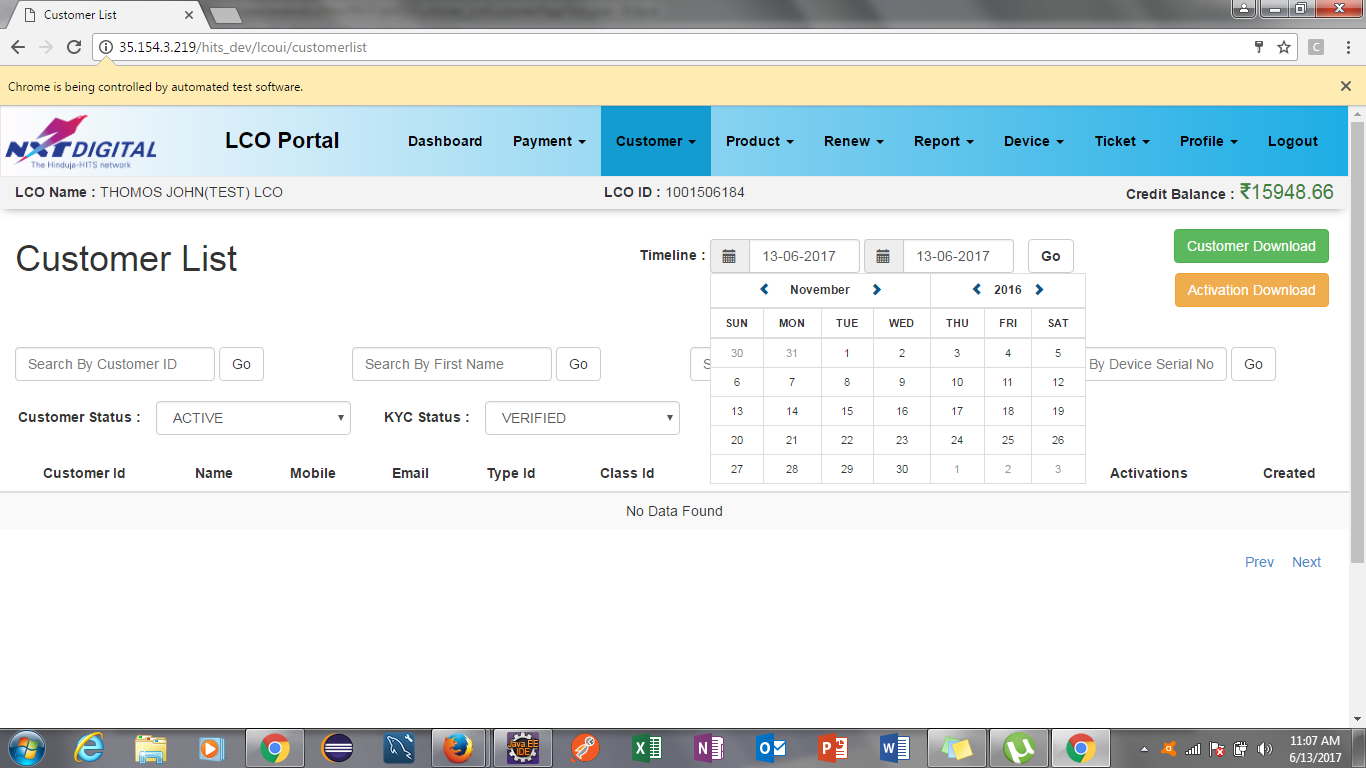 Customer List
35.154.3.219/hits_dev/lcoui/customerlist
C
Chrome is being controlled by automated test software.
NXT DIGITAL
The Hinduja-HITS network
LCO Portal
Dashboard Payment Customer Product Renew Report Device Ticket Profile Logout
LCO Name : THOMOS JOHN(TEST) LCO LCO ID : 1001506184 Credit Balance : ₹15948.66
Customer List
Timeline : 13-06-2017 13-06-2017 Go
Customer Download
Activation Download
November 2016
SUN MON TUE WED THU FRI SAT
30 31 1 2 3 4 5
6 7 8 9 10 11 12
13 14 15 16 17 18 19
20 21 22 23 24 25 26
27 28 29 30 1 2 3
Search By Customer ID Go Search By First Name Go S By Device Serial No Go
Customer Status : ACTIVE KYC Status : VERIFIED
Customer Id Name Mobile Email Type Id Class Id Activations Created
No Data Found
Prev Next
Java EE
IDE
11:07 AM
6/13/2017